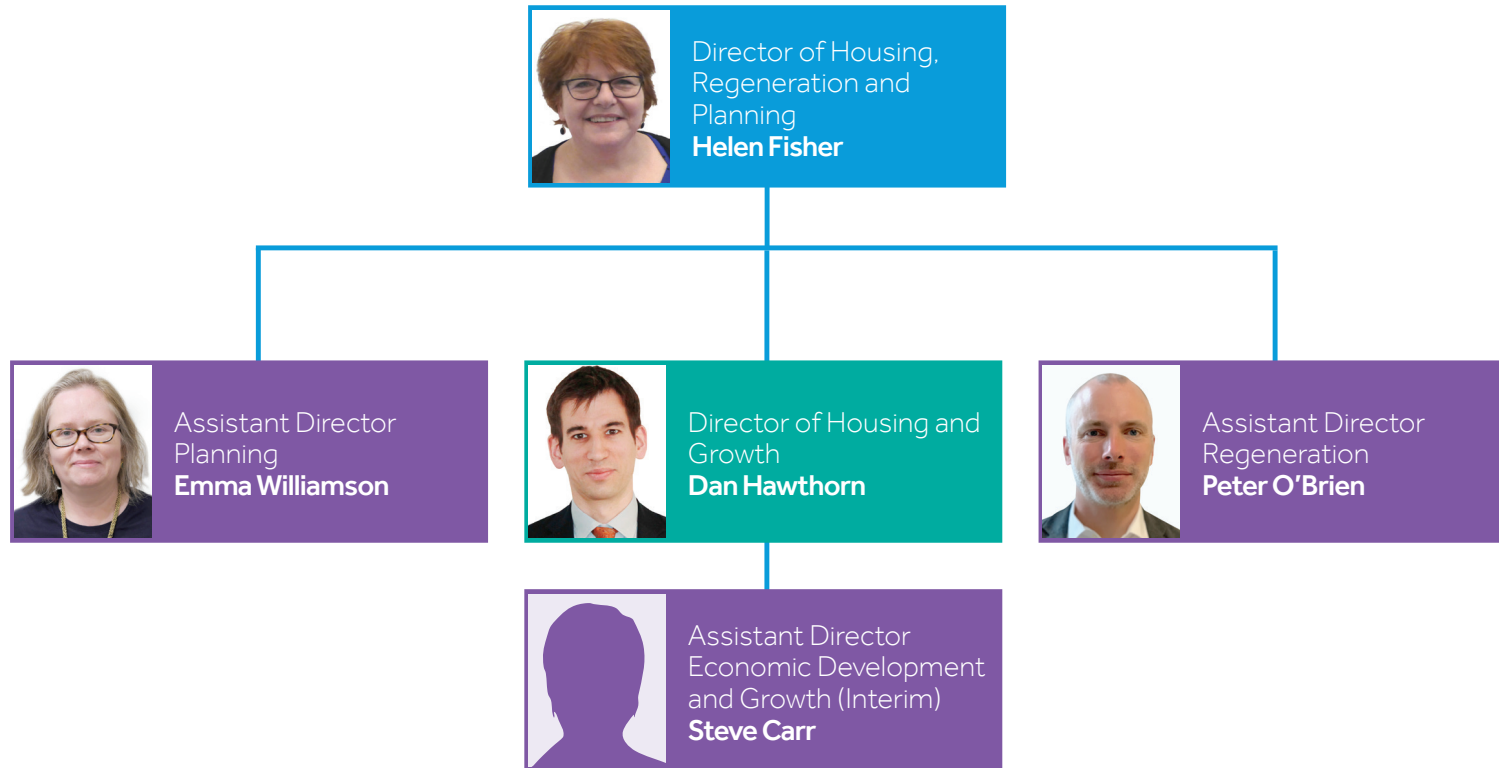 Director of Housing,
Regeneration and
Planning
Helen Fisher
Assistant Director
Planning
Emma Williamson
Director of Housing and
Growth
Dan Hawthorn
Assistant Director
Regeneration
Peter O’Brien
Assistant Director
Economic Development
and Growth (Interim)
Steve Carr